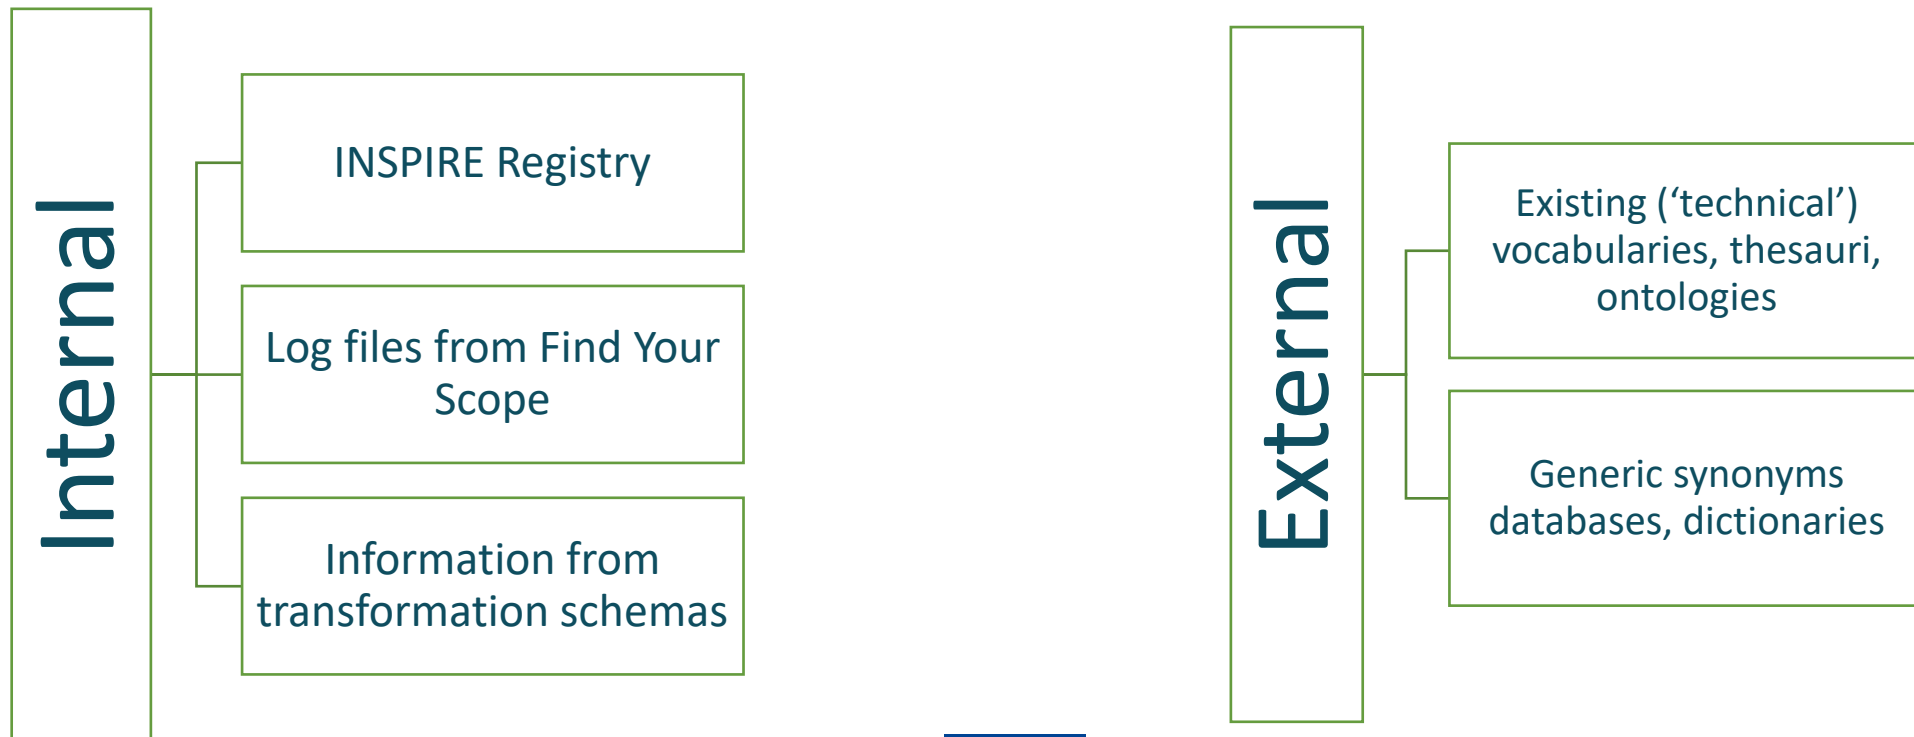 Internal
INSPIRE Registry
Log files from Find Your
Scope
Information from
transformation schemas
External
Existing (‘technical’)
vocabularies, thesauri,
ontologies
Generic synonyms
databases, dictionaries